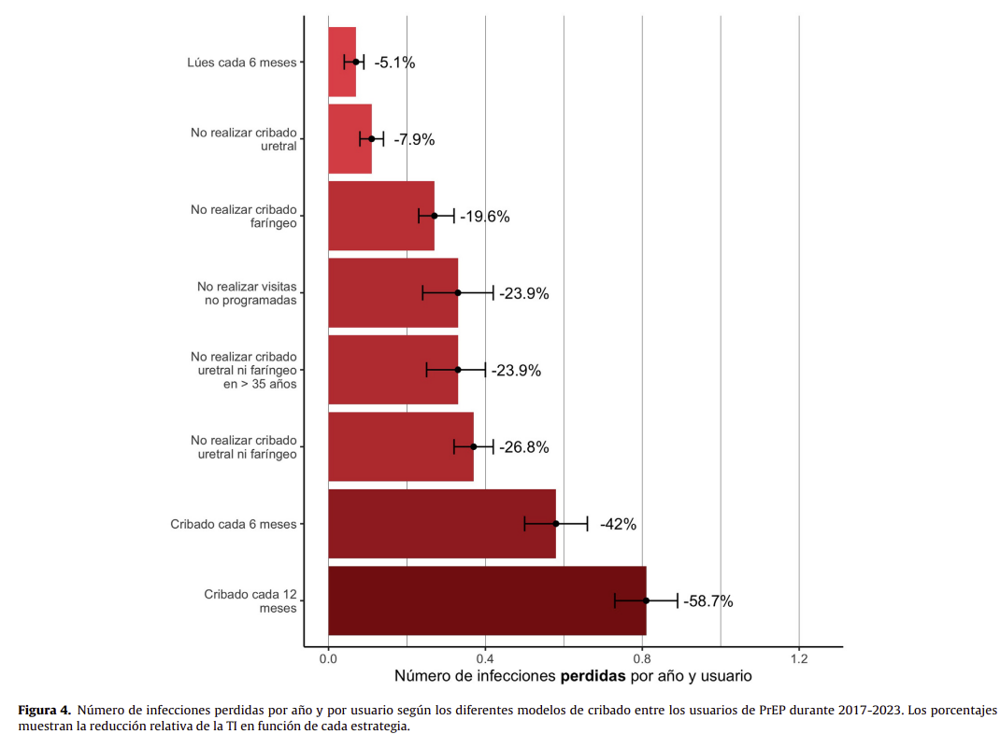 Lúes cada 6 meses
-5.1%
No realizar cribado
uretral
-7.9%
No realizar cribado
faríngeo
-19.6%
No realizar visitas
no programadas
-23.9%
No realizar cribado
uretral ni faríngeo
en > 35 años
-23.9%
No realizar cribado
uretral ni faríngeo
-26.8%
Cribado cada 6 meses
-42%
Cribado cada 12
meses
-58.7%
0.0 0.4 0.8 1.2
Número de infecciones perdidas por año y usuario
Figura 4. Número de infecciones perdidas por año y por usuario según los diferentes modelos de cribado entre los usuarios de PrEP durante 2017-2023. Los porcentajes
muestran la reducción relativa de la TI en función de cada estrategia.